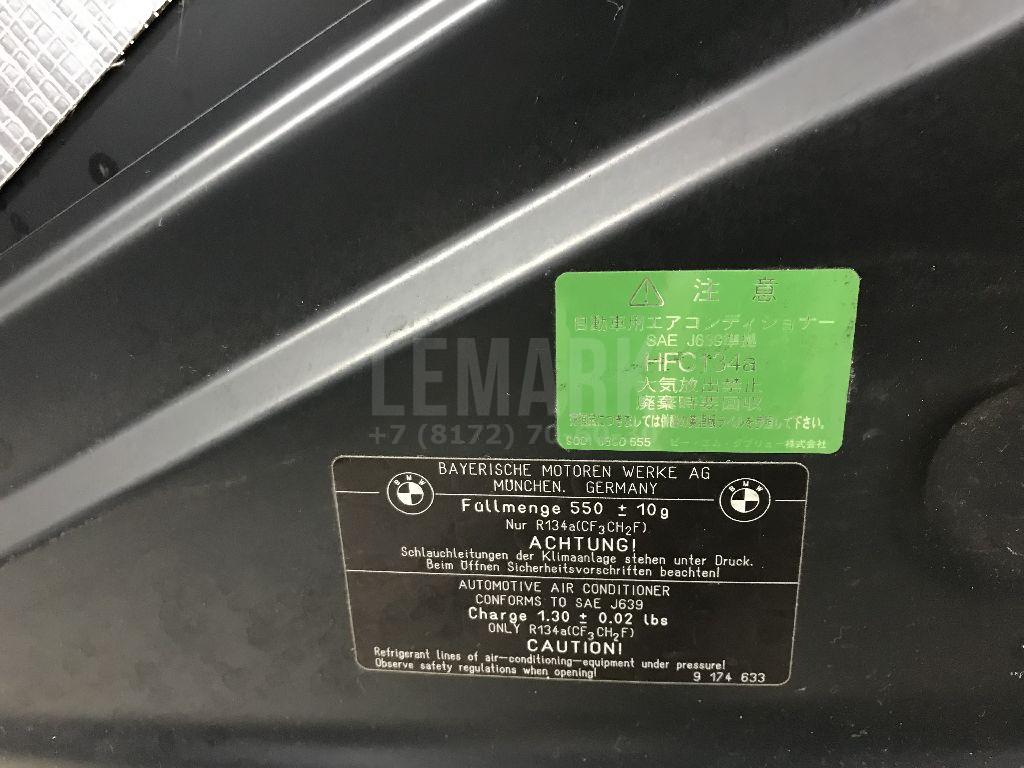 注 意
自動車用エアコンディショナー
SAE J639準拠
HFC134a
大気放出禁止
廃棄時要回収
ビー・エム・ダブリュー株式会社
LEMARK
+7 (8172) 70
BAYERISCHE MOTOREN WERKE AG
MÜNCHEN. GERMANY
BMW
BMW
Füllmenge 550 ± 10g
Nur R134a(CF₃CH₂F)
ACHTUNG!
Schlauchleitungen der Klimaanlage stehen unter Druck.
Beim Öffnen Sicherheitsvorschriften beachten!
AUTOMOTIVE AIR CONDITIONER
CONFORMS TO SAE J639
Charge 1.30 ± 0.02 lbs
ONLY R134a(CF₃CH₂F)
CAUTION!
Refrigerant lines of air-conditioning-equipment under pressure!
Observe safety regulations when opening!
9 174 633